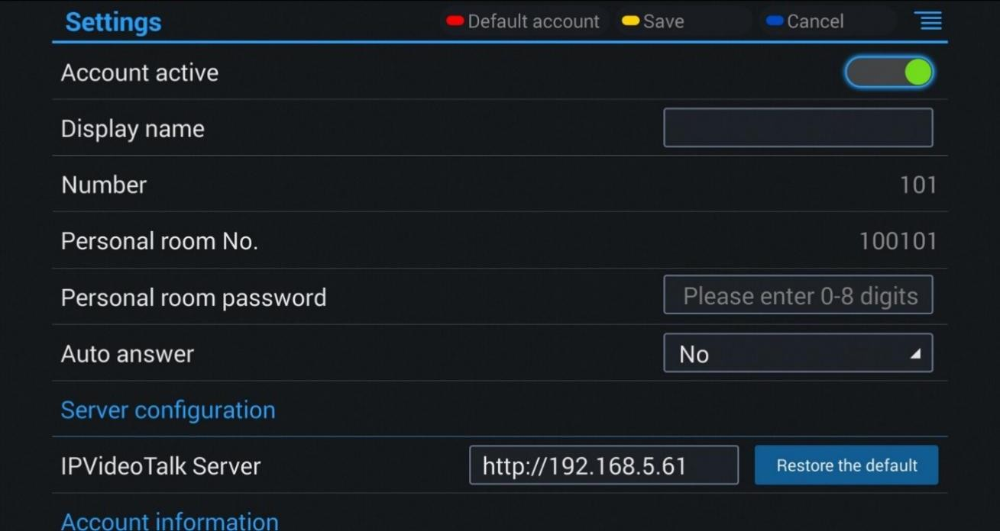 Settings Default account Save Cancel
Account active
Display name
Number 101
Personal room No. 100101
Personal room password Please enter 0-8 digits
Auto answer No
Server configuration
IPVideoTalk Server http://192.168.5.61 Restore the default
Account information